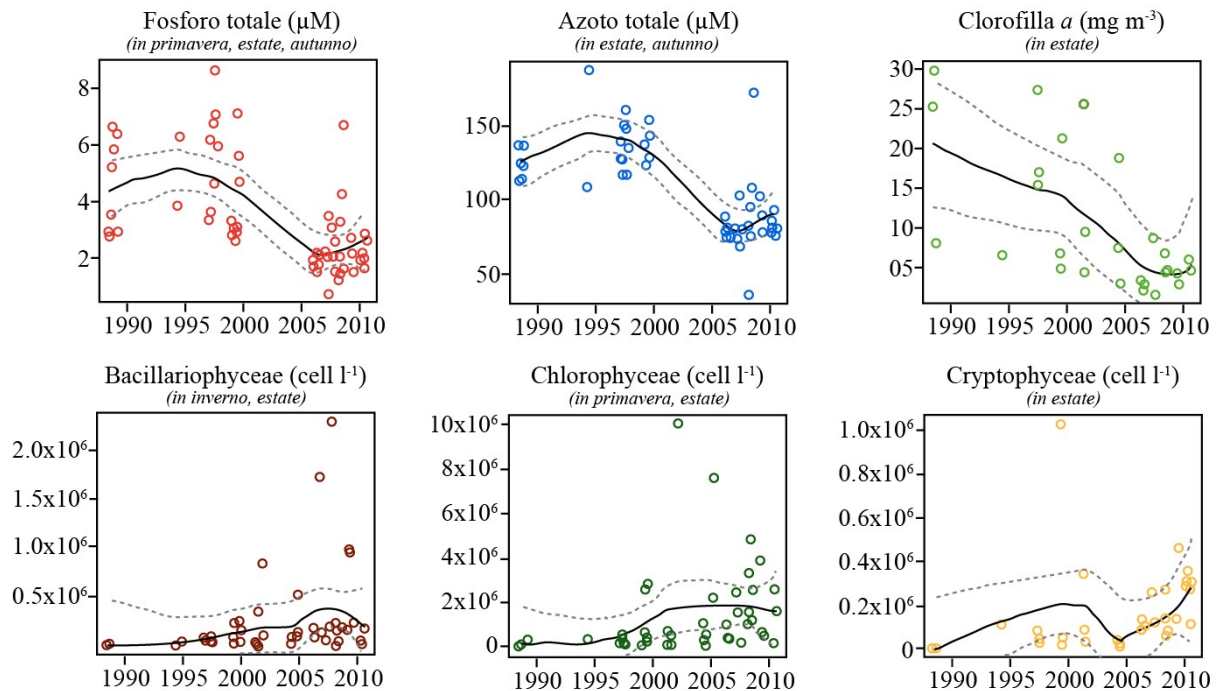 Fosforo totale (µM)
(in primavera, estate, autunno)
8
6
4
2
1990 1995 2000 2005 2010
Azoto totale (µM)
(in estate, autunno)
150
100
50
1990 1995 2000 2005 2010
Clorofilla a (mg m⁻³)
(in estate)
30
25
20
15
10
05
1990 1995 2000 2005 2010
Bacillariophyceae (cell l⁻¹)
(in inverno, estate)
2.0x10⁶
1.5x10⁶
1.0x10⁶
0.5x10⁶
1990 1995 2000 2005 2010
Chlorophyceae (cell l⁻¹)
(in primavera, estate)
10x10⁶
8x10⁶
6x10⁶
4x10⁶
2x10⁶
0
1990 1995 2000 2005 2010
Cryptophyceae (cell l⁻¹)
(in estate)
1.0x10⁶
0.8x10⁶
0.6x10⁶
0.4x10⁶
0.2x10⁶
0
1990 1995 2000 2005 2010